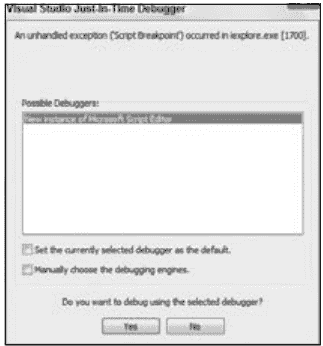 Visual Studio Just-In-Time Debugger
An unhandled exception ('Script Breakpoint') occurred in iexplore.exe [1700].
Possible Debuggers:
New instance of Microsoft Script Editor
Set the currently selected debugger as the default.
Manually choose the debugging engines.
Do you want to debug using the selected debugger?
Yes
No